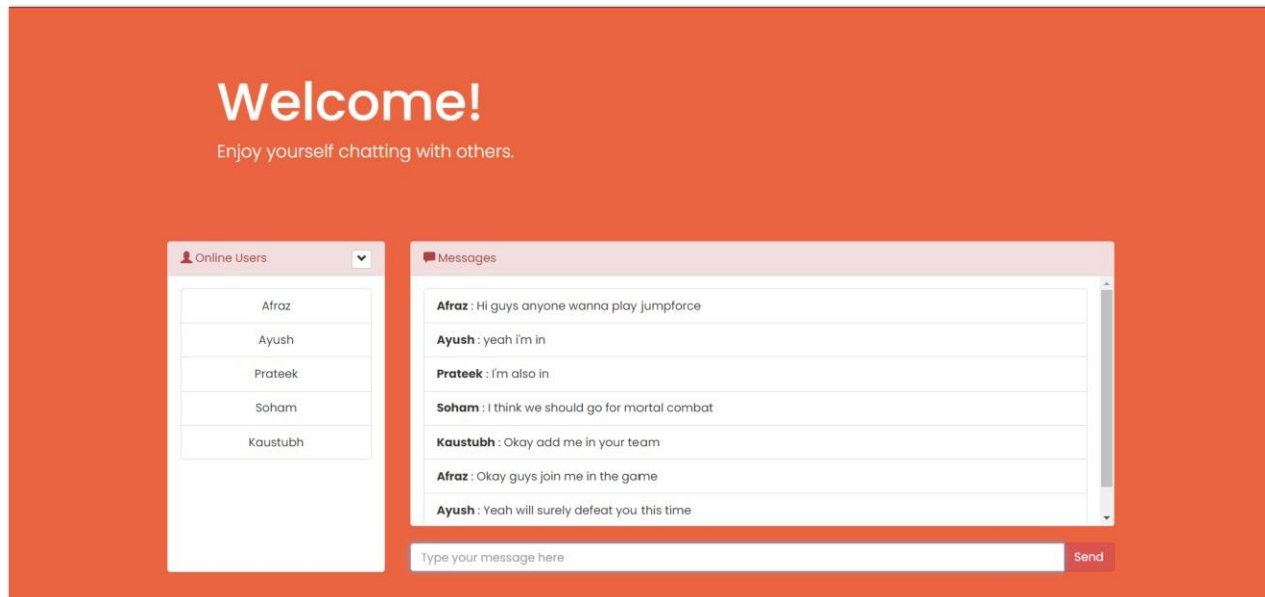 Welcome!
Enjoy yourself chatting with others.
Online Users
Afraz
Ayush
Prateek
Soham
Kaustubh
Messages
Afraz : Hi guys anyone wanna play jumpforce
Ayush : yeah i'm in
Prateek : I'm also in
Soham : I think we should go for mortal combat
Kaustubh : Okay add me in your team
Afraz : Okay guys join me in the game
Ayush : Yeah will surely defeat you this time
Type your message here
Send